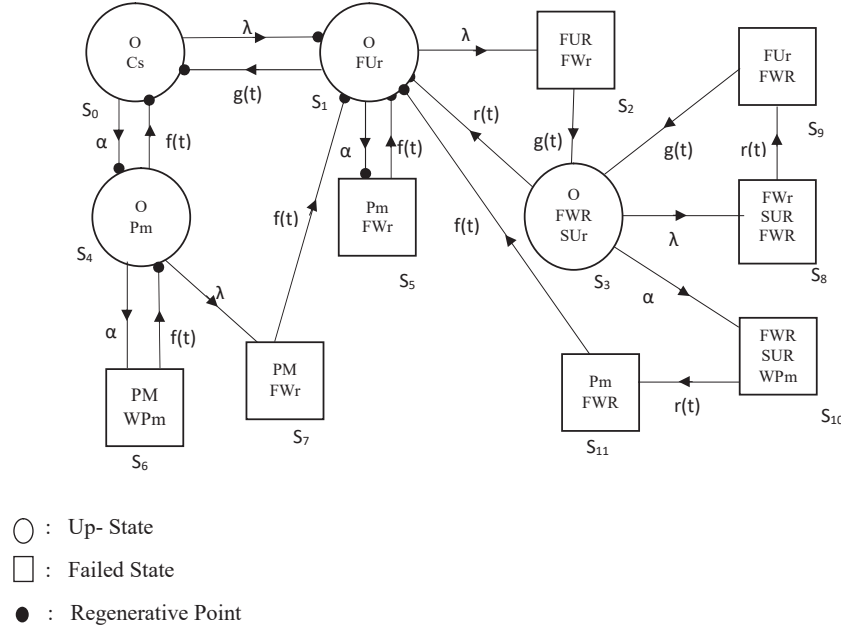 λ
O
Cs
S0
g(t)
O
FUr
S1
λ
FUR
FWr
S2
FUr
FWR
S9
α
f(t)
α
f(t)
r(t)
g(t)
g(t)
r(t)
O
Pm
S4
f(t)
Pm
FWr
S5
f(t)
O
FWR
SUr
S3
λ
FWr
SUR
FWR
S8
α
f(t)
λ
α
PM
WPm
S6
PM
FWr
S7
Pm
FWR
S11
r(t)
FWR
SUR
WPm
S10
: Up- State
: Failed State
: Regenerative Point